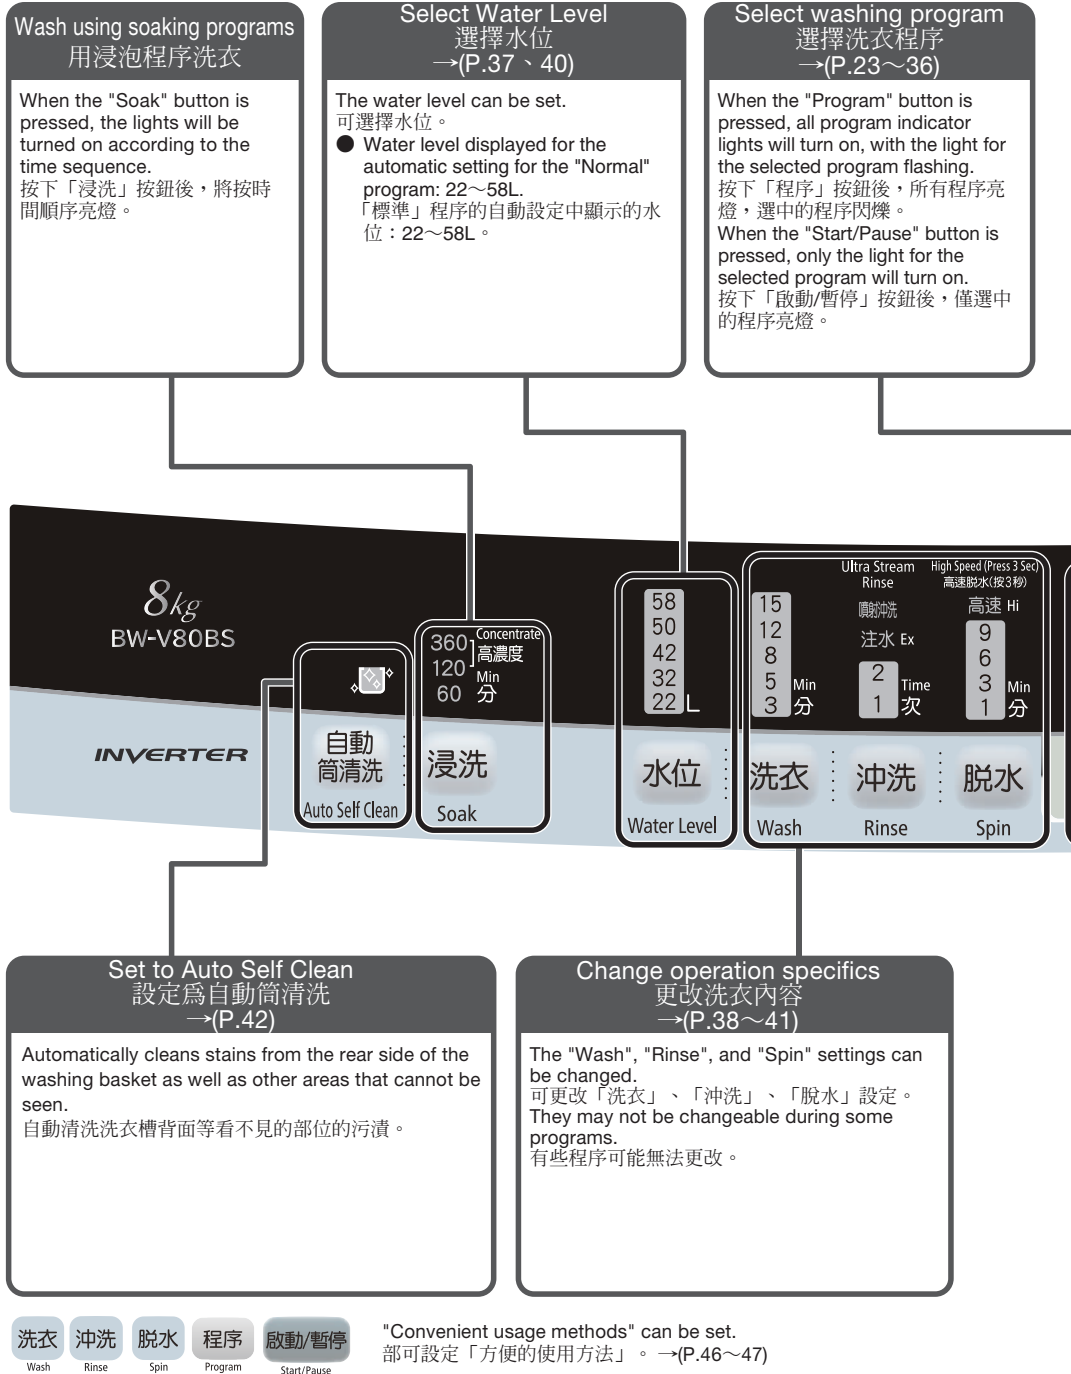 Wash using soaking programs
用浸泡程序洗衣
When the "Soak" button is
pressed, the lights will be
turned on according to the
time sequence.
按下「浸洗」按鈕後，將按時
間順序亮燈。
Select Water Level
選擇水位
→(P.37、40)
The water level can be set.
可選擇水位。
● Water level displayed for the
automatic setting for the "Normal"
program: 22～58L.
「標準」程序的自動設定中顯示的水
位：22～58L。
Select washing program
選擇洗衣程序
→(P.23～36)
When the "Program" button is
pressed, all program indicator
lights will turn on, with the light for
the selected program flashing.
按下「程序」按鈕後，所有程序亮
燈，選中的程序閃爍。
When the "Start/Pause" button is
pressed, only the light for the
selected program will turn on.
按下「啟動/暫停」按鈕後，僅選中
的程序亮燈。
8kg
BW-V80BS
INVERTER
自動
筒清洗
Auto Self Clean
360
120
60
Concentrate
高濃度
Min
分
浸洗
Soak
58
50
42
32
22 L
水位
Water Level
15
12
8
5
3
Min
分
洗衣
Wash
Ultra Stream
Rinse
噴射沖洗
注水 Ex
2
1
Time
次
沖洗
Rinse
High Speed (Press 3 Sec)
高速脱水(按3秒)
高速 Hi
9
6
3
1
Min
分
脱水
Spin
Set to Auto Self Clean
設定爲自動筒清洗
→(P.42)
Automatically cleans stains from the rear side of the
washing basket as well as other areas that cannot be
seen.
自動清洗洗衣槽背面等看不見的部位的污漬。
Change operation specifics
更改洗衣內容
→(P.38～41)
The "Wash", "Rinse", and "Spin" settings can
be changed.
可更改「洗衣」、「沖洗」、「脫水」設定。
They may not be changeable during some
programs.
有些程序可能無法更改。
洗衣 沖洗 脱水 程序 啟動/暫停
Wash Rinse Spin Program Start/Pause
"Convenient usage methods" can be set.
部可設定「方便的使用方法」。→(P.46～47)